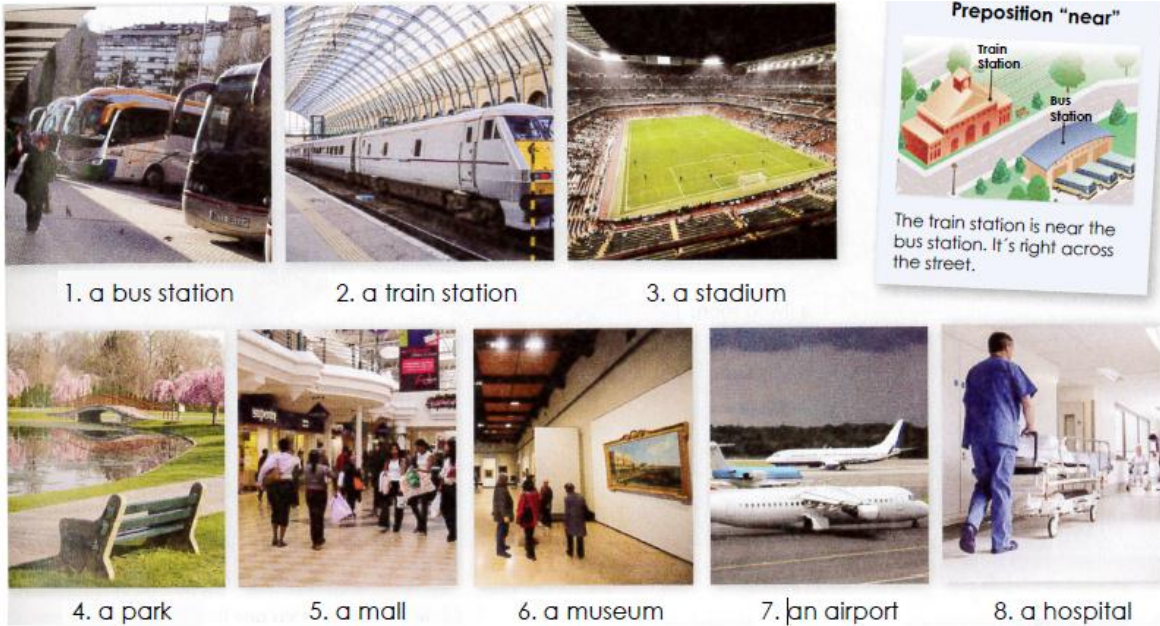 Preposition “near”
Train
Station
Bus
Station
The train station is near the
bus station. It´s right across
the street.
1. a bus station
2. a train station
3. a stadium
4. a park
5. a mall
6. a museum
7. an airport
8. a hospital